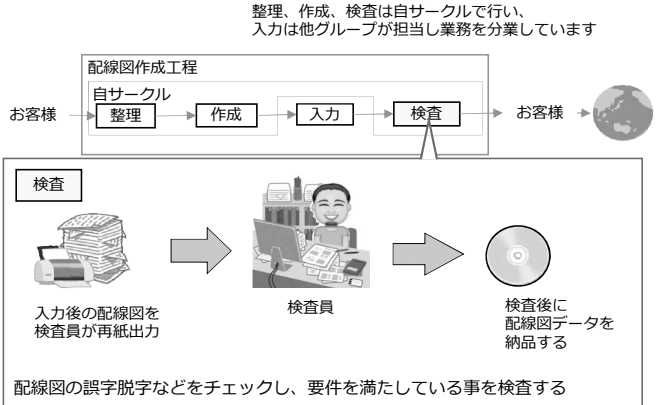 整理、作成、検査は自サークルで行い、
入力は他グループが担当し業務を分業しています
配線図作成工程
自サークル
お客様
整理
作成
入力
検査
お客様
検査
入力後の配線図を
検査員が再紙出力
検査員
検査後に
配線図データを
納品する
配線図の誤字脱字などをチェックし、要件を満たしている事を検査する